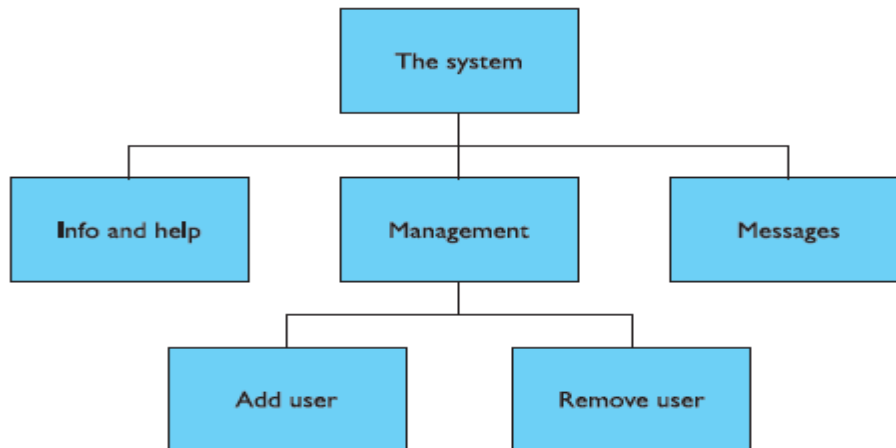 The system
Info and help
Management
Messages
Add user
Remove user